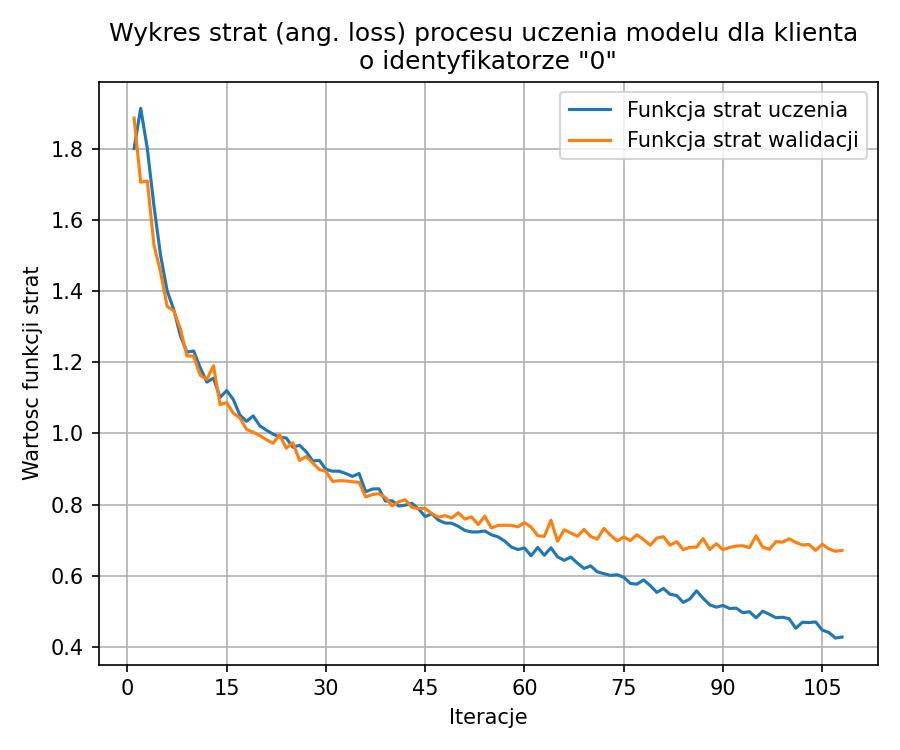 Wykres strat (ang. loss) procesu uczenia modelu dla klienta
o identyfikatorze "0"
Funkcja strat uczenia
Funkcja strat walidacji
Wartosc funkcji strat
1.8
1.6
1.4
1.2
1.0
0.8
0.6
0.4
0 15 30 45 60 75 90 105
Iteracje